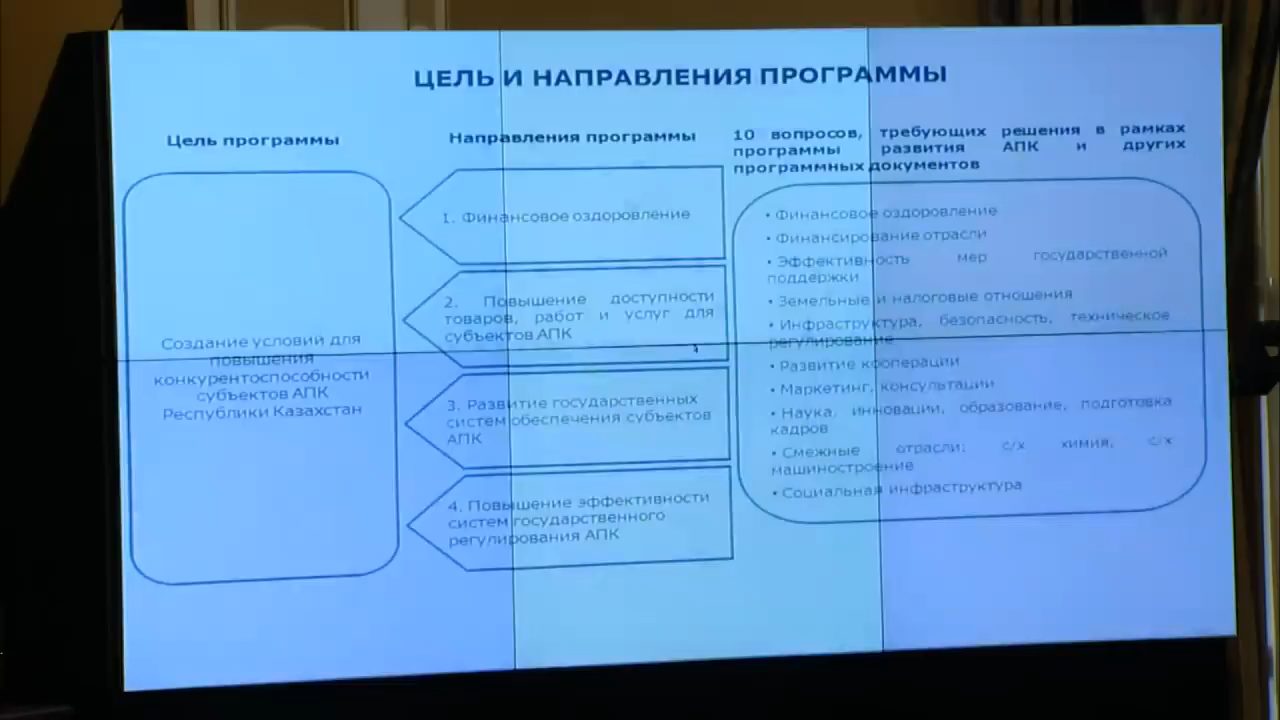 ЦЕЛЬ И НАПРАВЛЕНИЯ ПРОГРАММЫ
Цель программы
Создание условий для
повышения
конкурентоспособности
субъектов АПК
Республики Казахстан
Направления программы
1. Финансовое оздоровление
2. Повышение доступности
товаров, работ и услуг для
субъектов АПК
3. Развитие государственных
систем обеспечения субъектов
АПК
4. Повышение эффективности
систем государственного
регулирования АПК
10 вопросов, требующих решения в рамках
программы развития АПК и других
программных документов
• Финансовое оздоровление
• Финансирование отрасли
• Эффективность мер государственной
поддержки
• Земельные и налоговые отношения
• Инфраструктура, безопасность, техническое
регулирование
• Развитие кооперации
• Маркетинг, консультации
• Наука, инновации, образование, подготовка
кадров
• Смежные отрасли: с/х химия, с/х
машиностроение
• Социальная инфраструктура